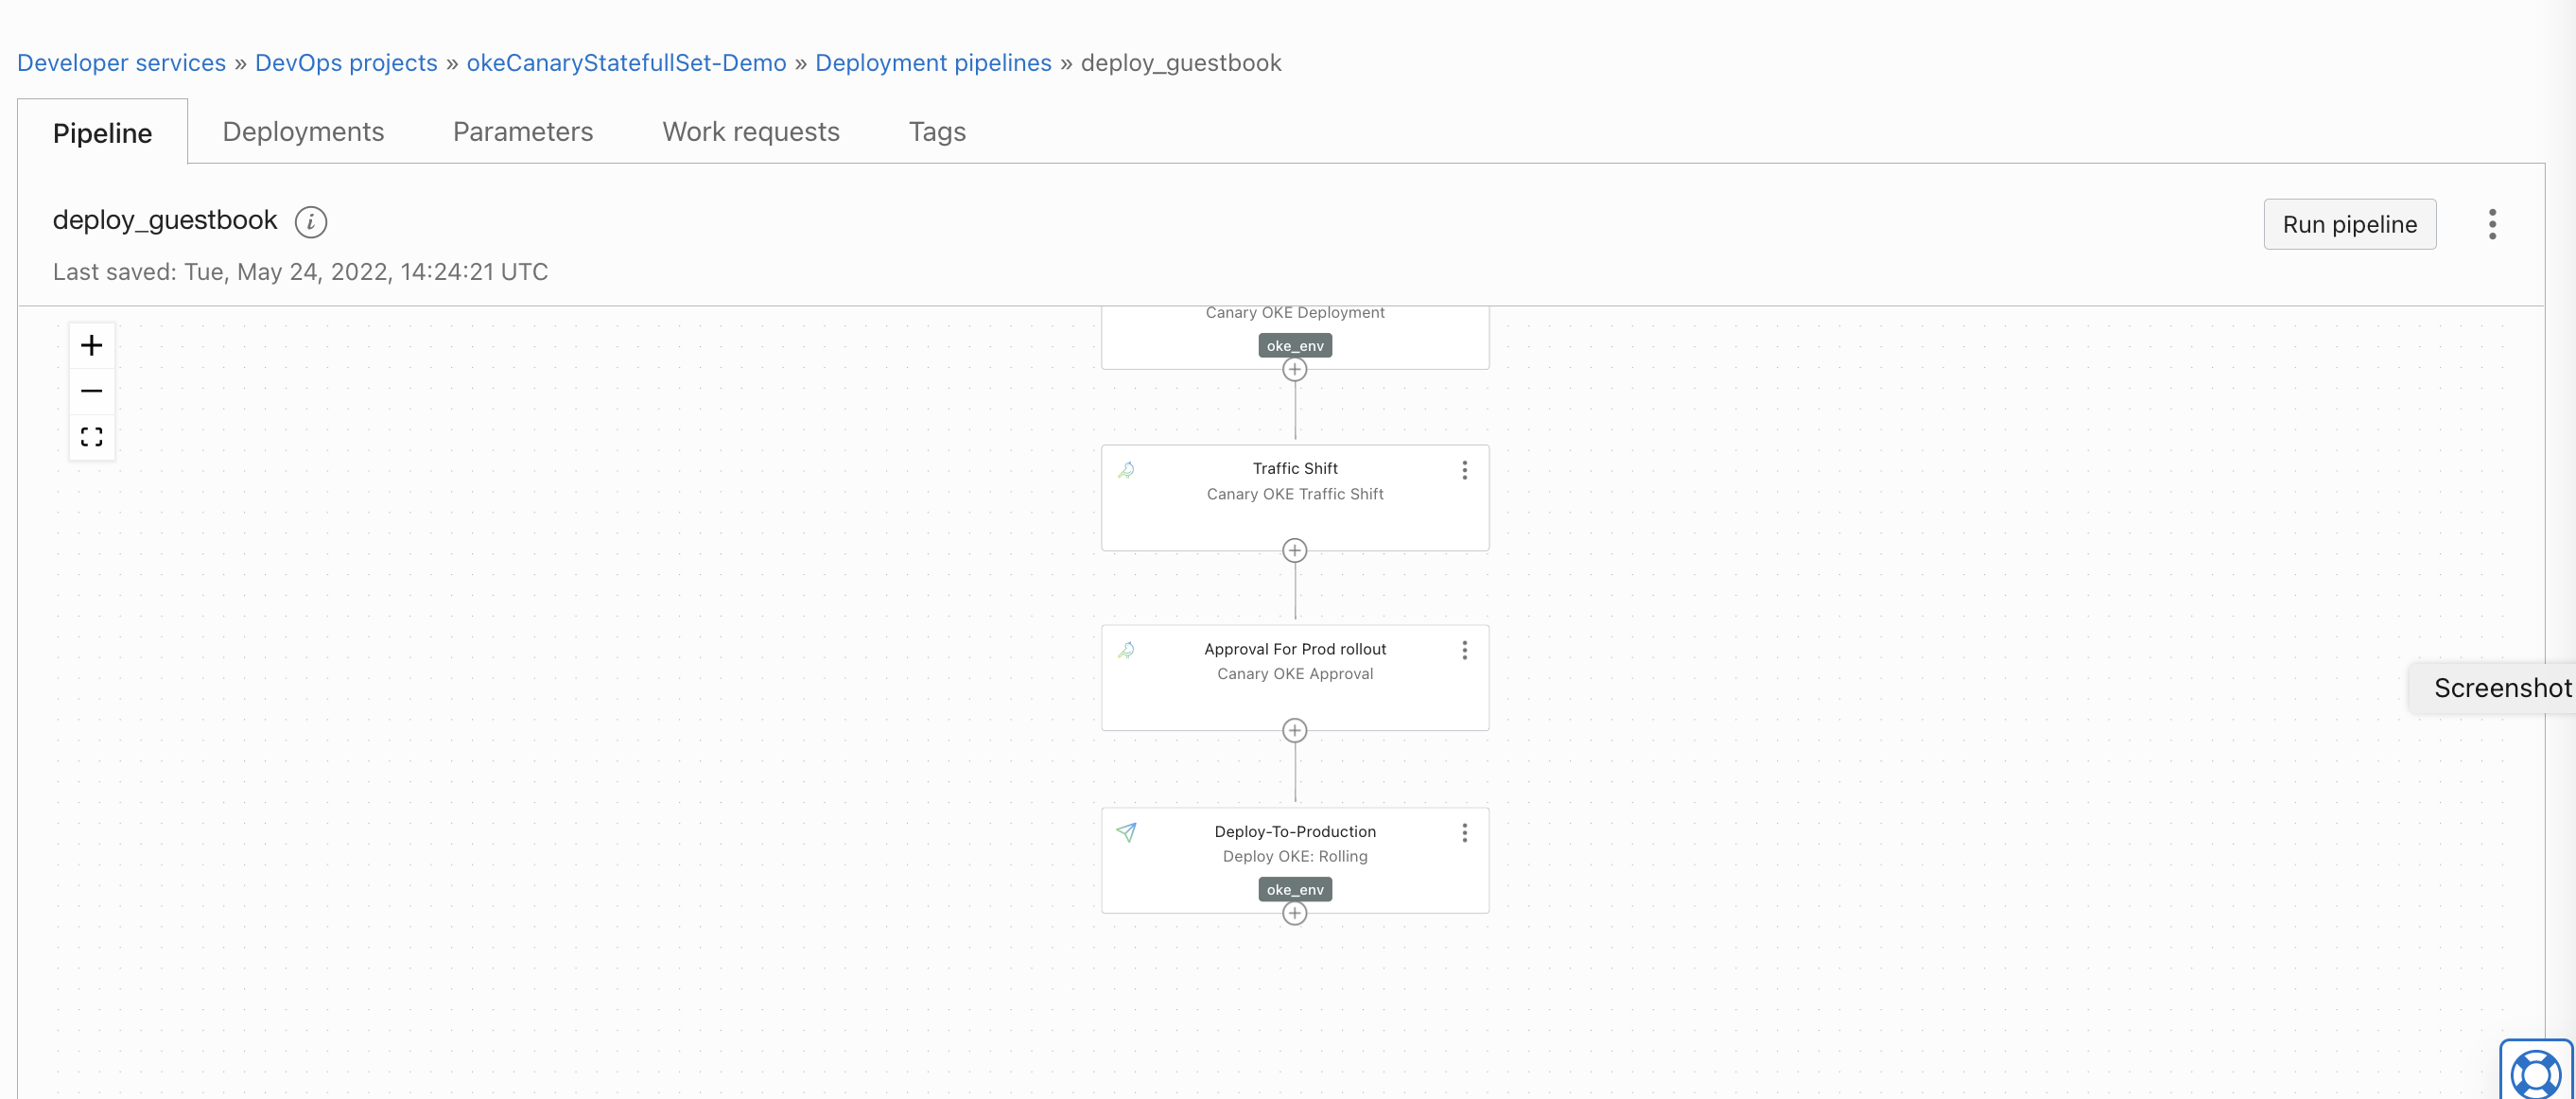 Developer services » DevOps projects » okeCanaryStatefullSet-Demo » Deployment pipelines » deploy_guestbook
Pipeline Deployments Parameters Work requests Tags
deploy_guestbook
Run pipeline
Last saved: Tue, May 24, 2022, 14:24:21 UTC
Canary OKE Deployment
oke_env
Traffic Shift
Canary OKE Traffic Shift
Approval For Prod rollout
Canary OKE Approval
Screenshot
Deploy-To-Production
Deploy OKE: Rolling
oke_env